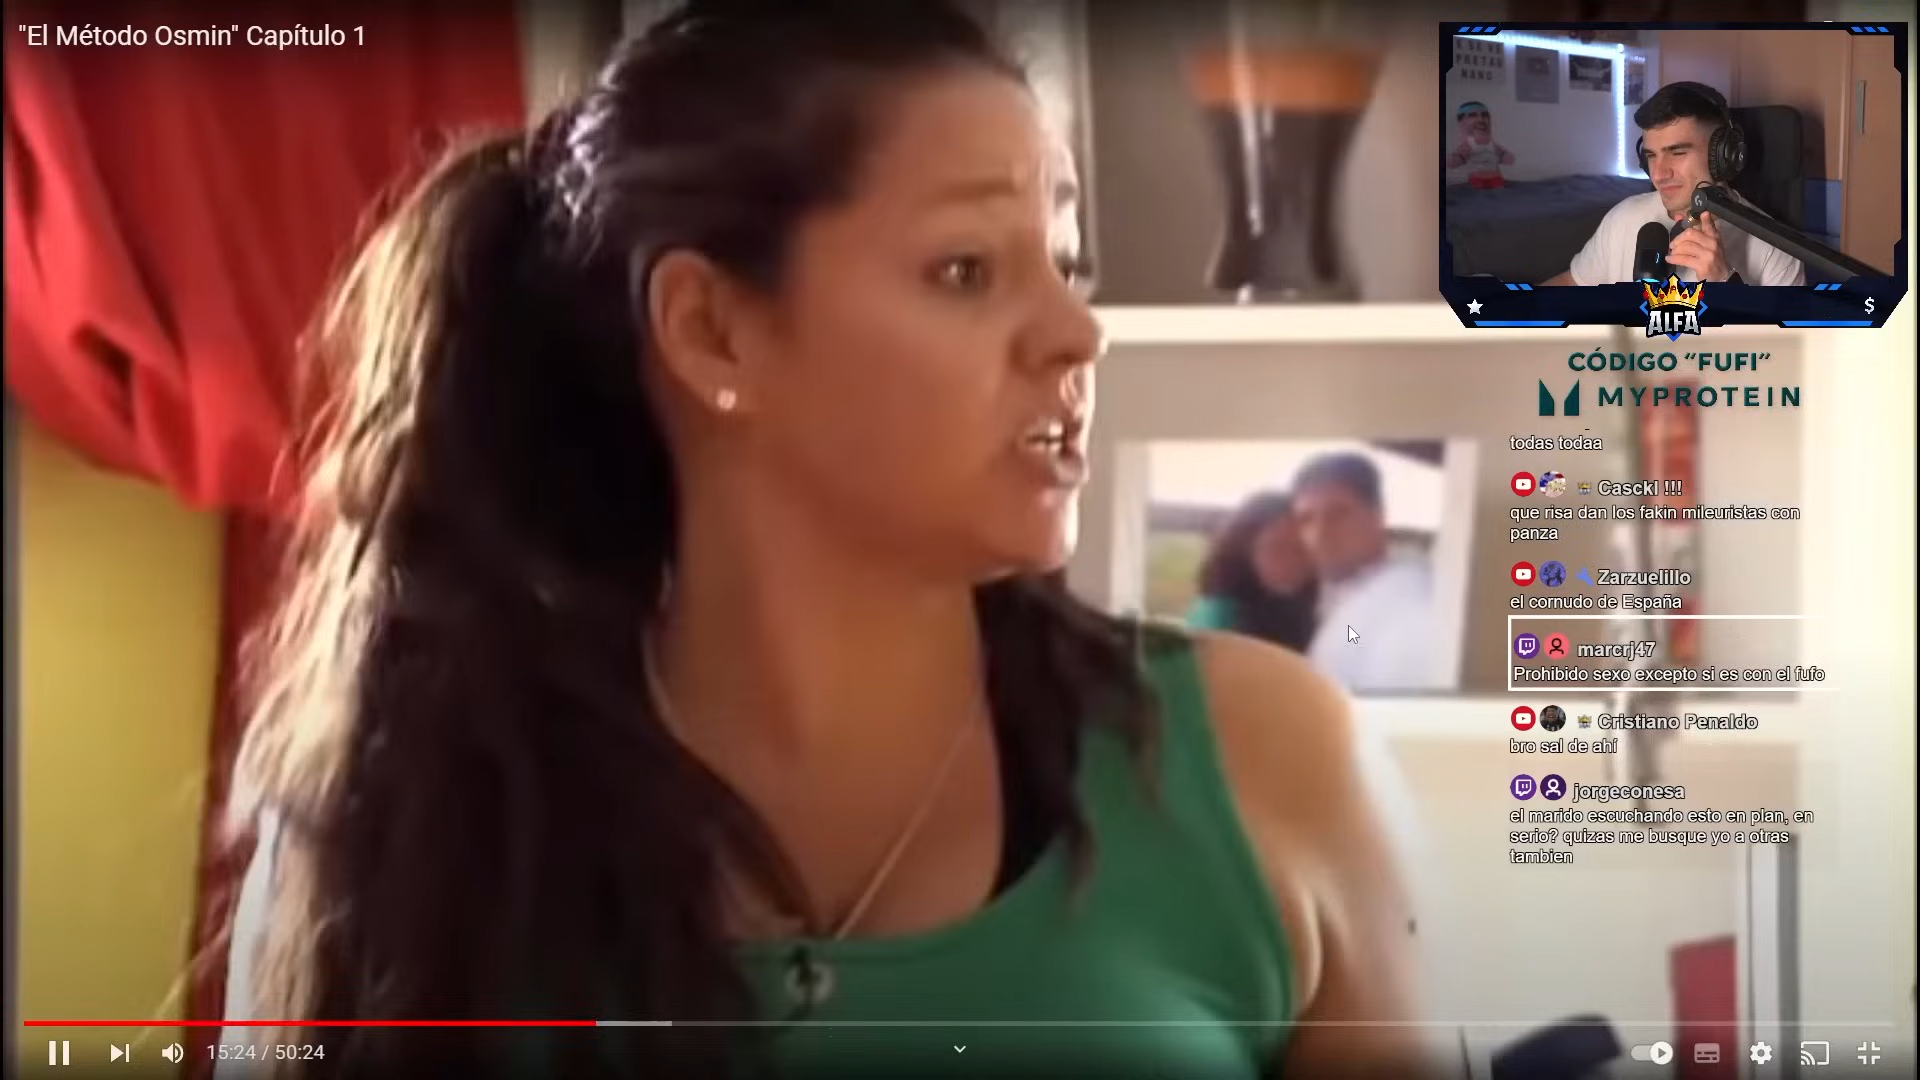 "El Método Osmin" Capítulo 1
PRETAU
NANO
ALFA
$
CÓDIGO "FUFI"
MYPROTEIN
todas todaa
Casckl !!!
que risa dan los fakin mileuristas con
panza
Zarzuelillo
el cornudo de España
marcrj47
Prohibido sexo excepto si es con el fufo
Cristiano Penaldo
bro sal de ahí
jorgeconesa
el marido escuchando esto en plan, en
serio? quizas me busque yo a otras
tambien
15:24 / 50:24